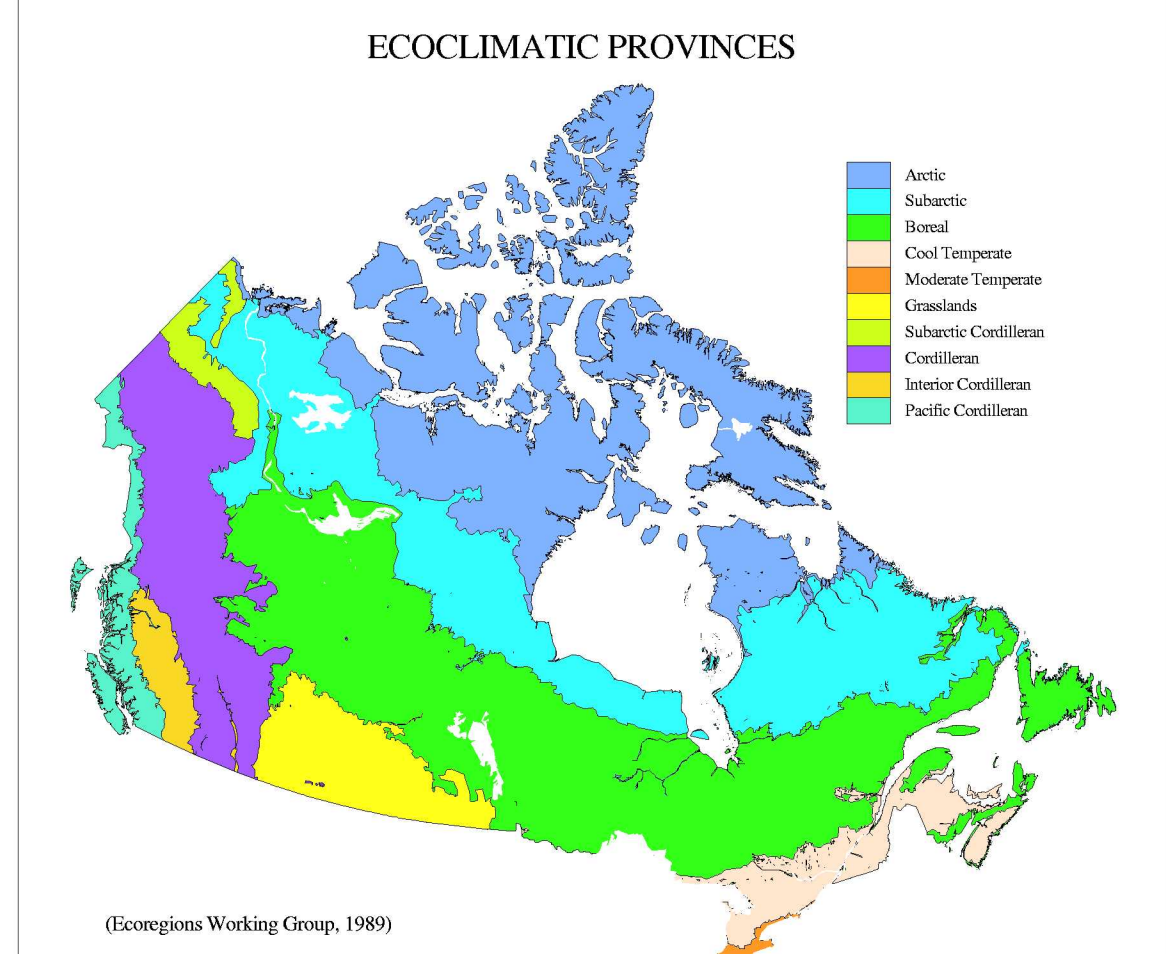 ECOCLIMATIC PROVINCES
Arctic
Subarctic
Boreal
Cool Temperate
Moderate Temperate
Grasslands
Subarctic Cordilleran
Cordilleran
Interior Cordilleran
Pacific Cordilleran
(Ecoregions Working Group, 1989)